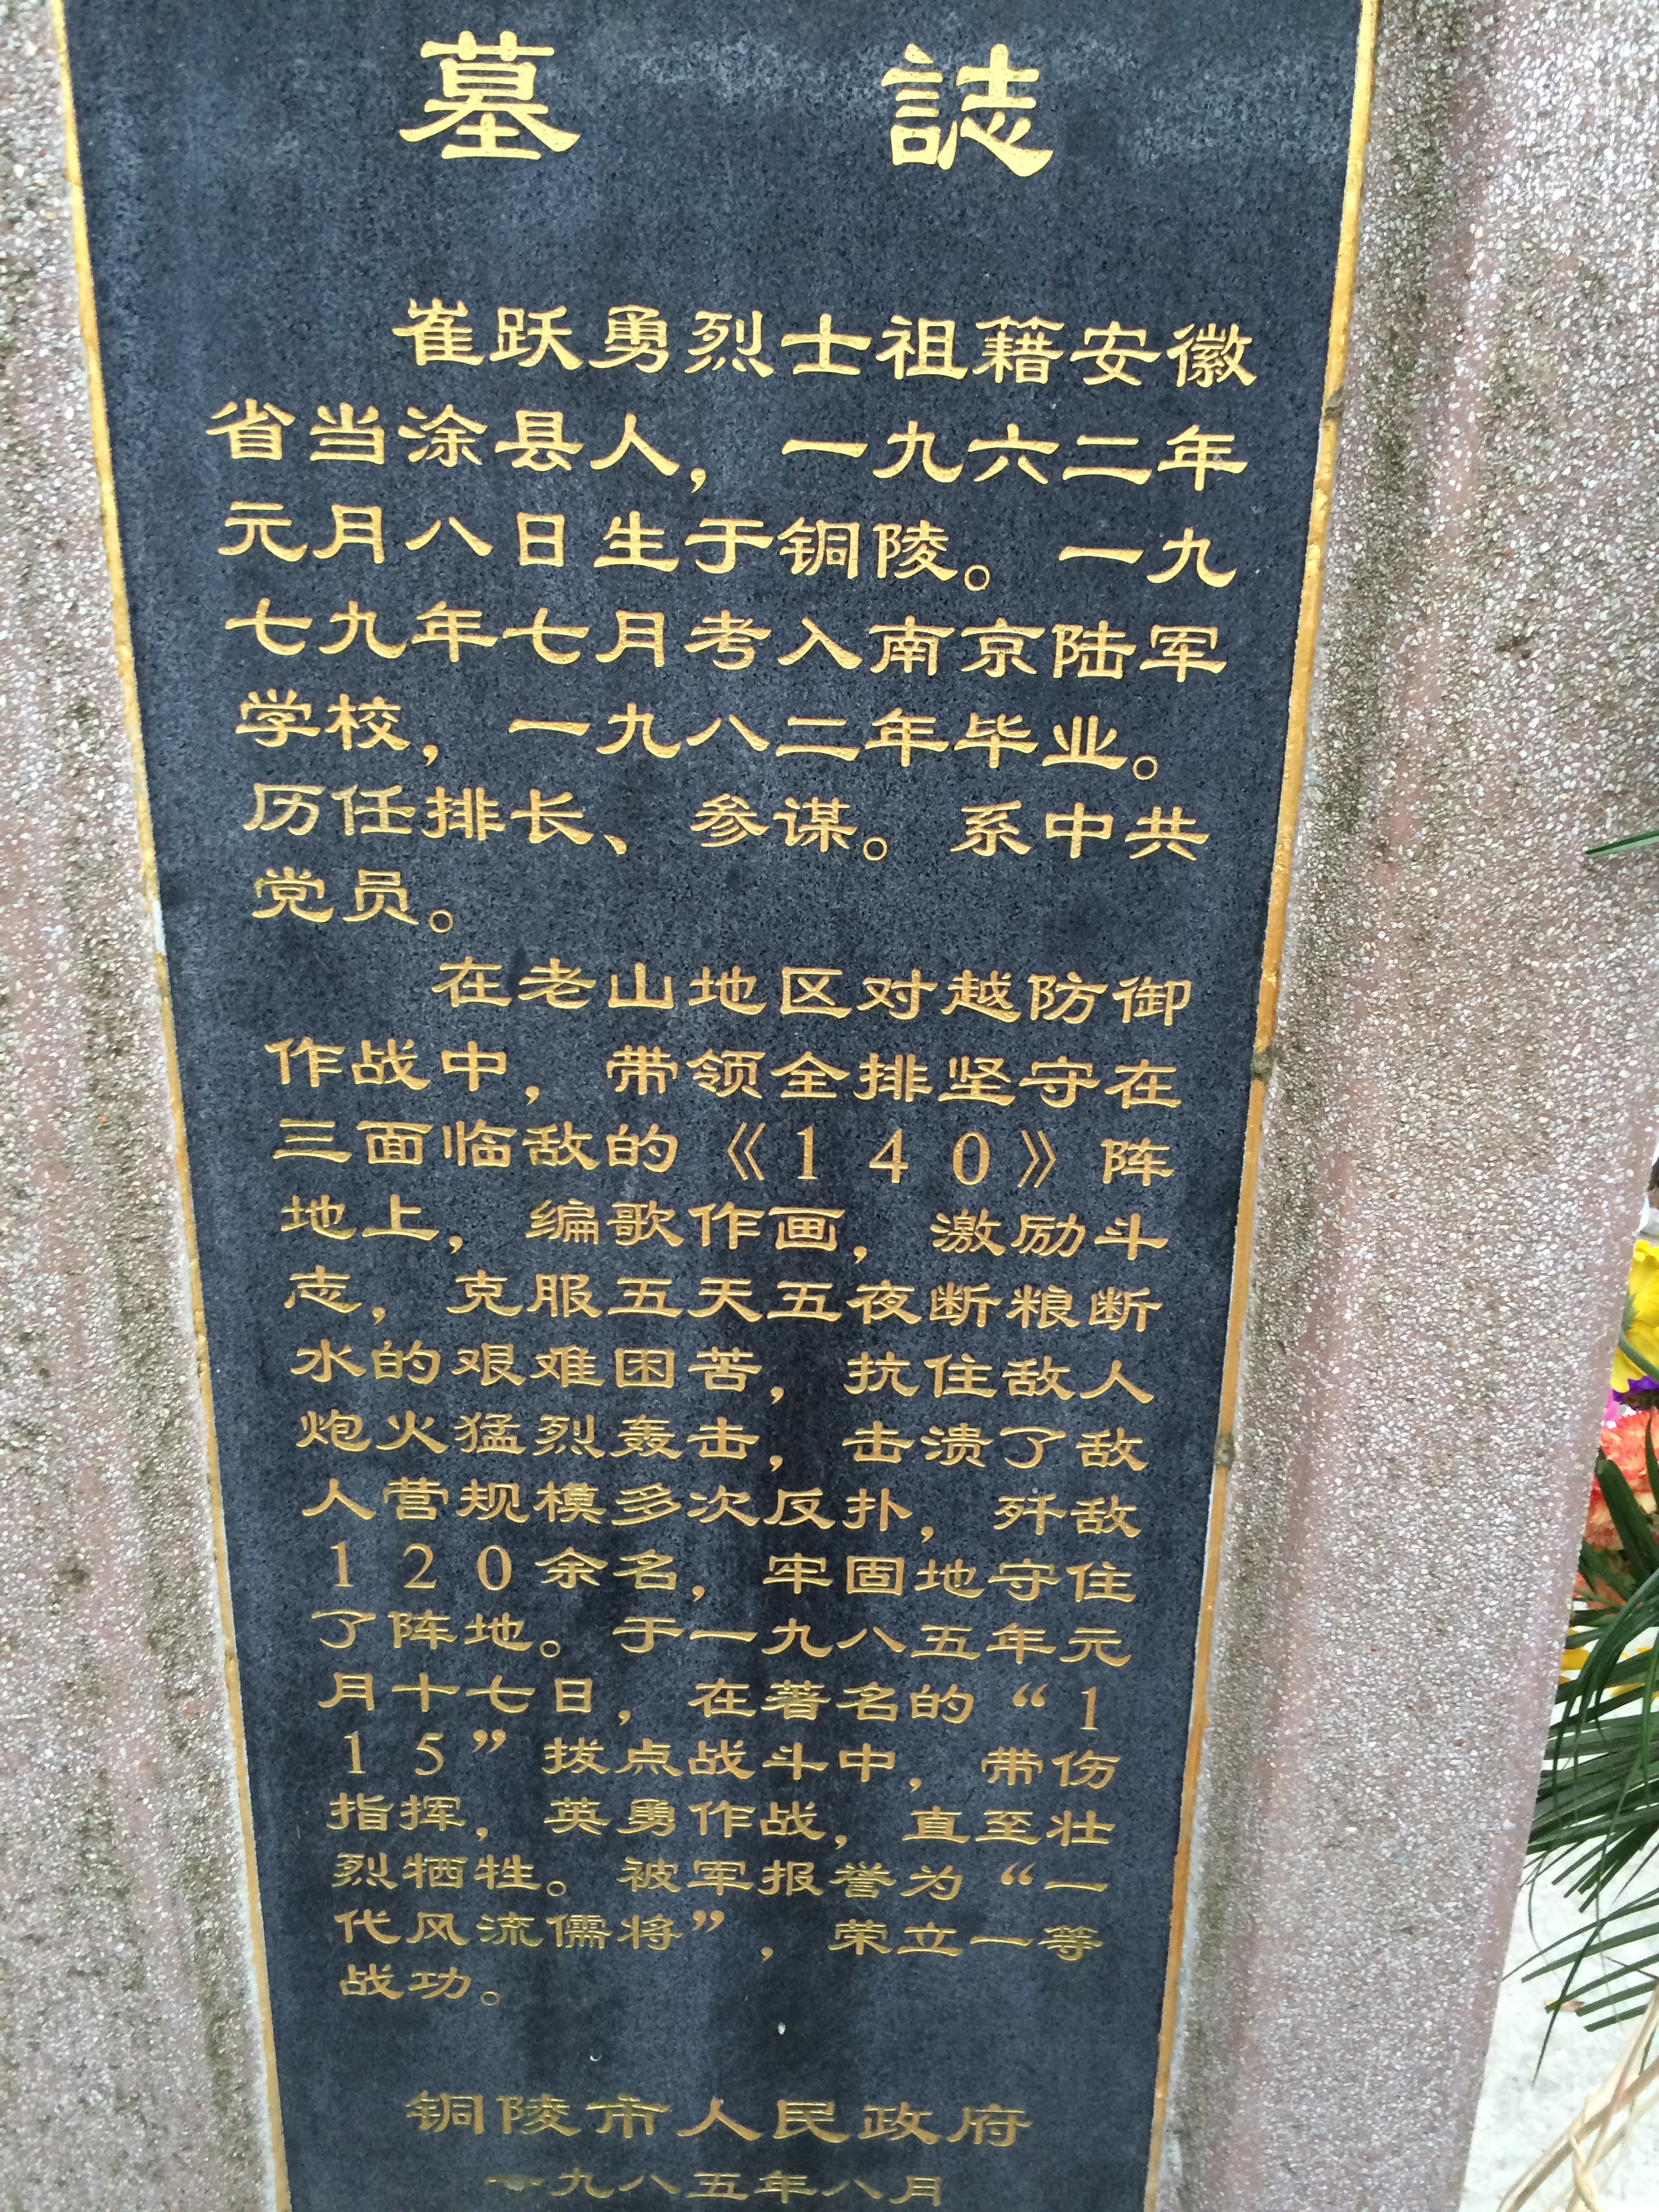 墓 誌
崔跃勇烈士祖籍安徽
省当涂县人，一九六二年
元月八日生于铜陵。一九
七九年七月考入南京陆军
学校，一九八二年毕业。
历任排长、参谋。系中共
党员。
在老山地区对越防御
作战中，带领全排坚守在
三面临敌的《140》阵
地上，编歌作画，激励斗
志，克服五天五夜断粮断
水的艰难困苦，抗住敌人
炮火猛烈轰击，击溃了敌
人营规模多次反扑，歼敌
120余名，牢固地守住
了阵地。于一九八五年元
月十七日，在著名的“1
15”拔点战斗中，带伤
指挥，英勇作战，直至壮
烈牺牲。被军报誉为“一
代风流儒将”，荣立一等
战功。
铜陵市人民政府
一九八五年八月